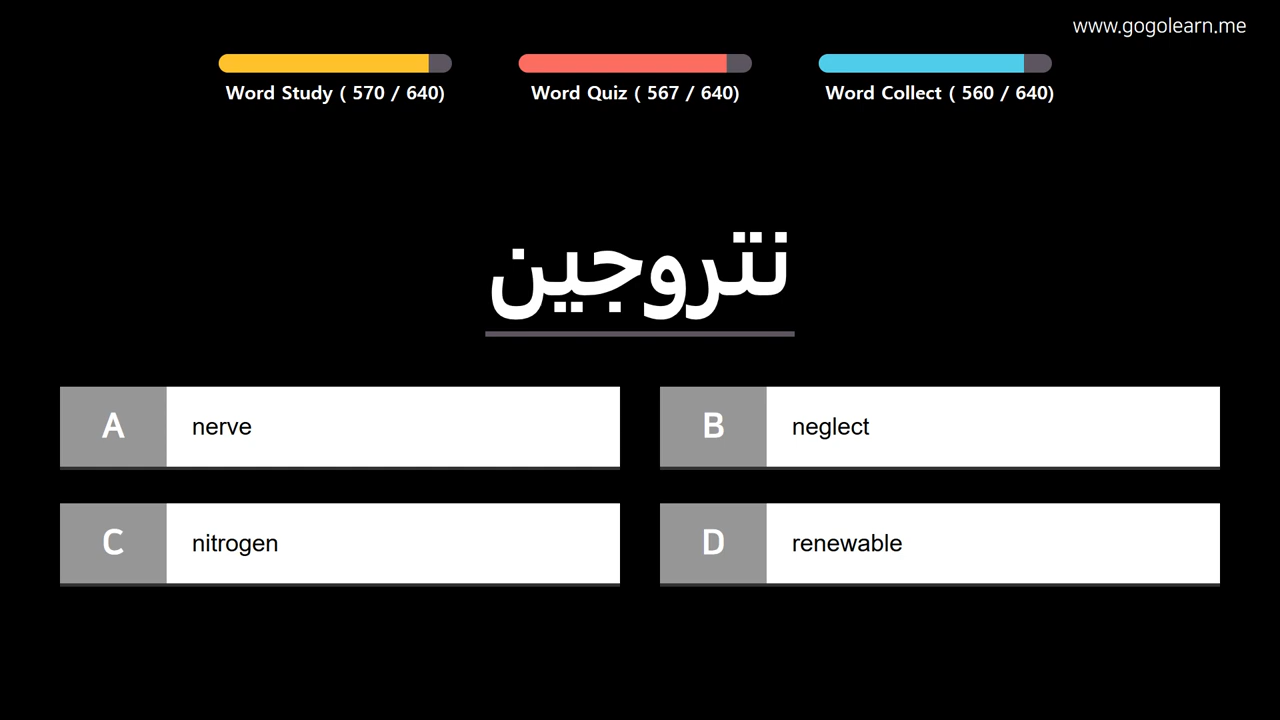 www.gogolearn.me
Word Study ( 570 / 640)
Word Quiz ( 567 / 640)
Word Collect ( 560 / 640)
نتروجين
A nerve
B neglect
C nitrogen
D renewable